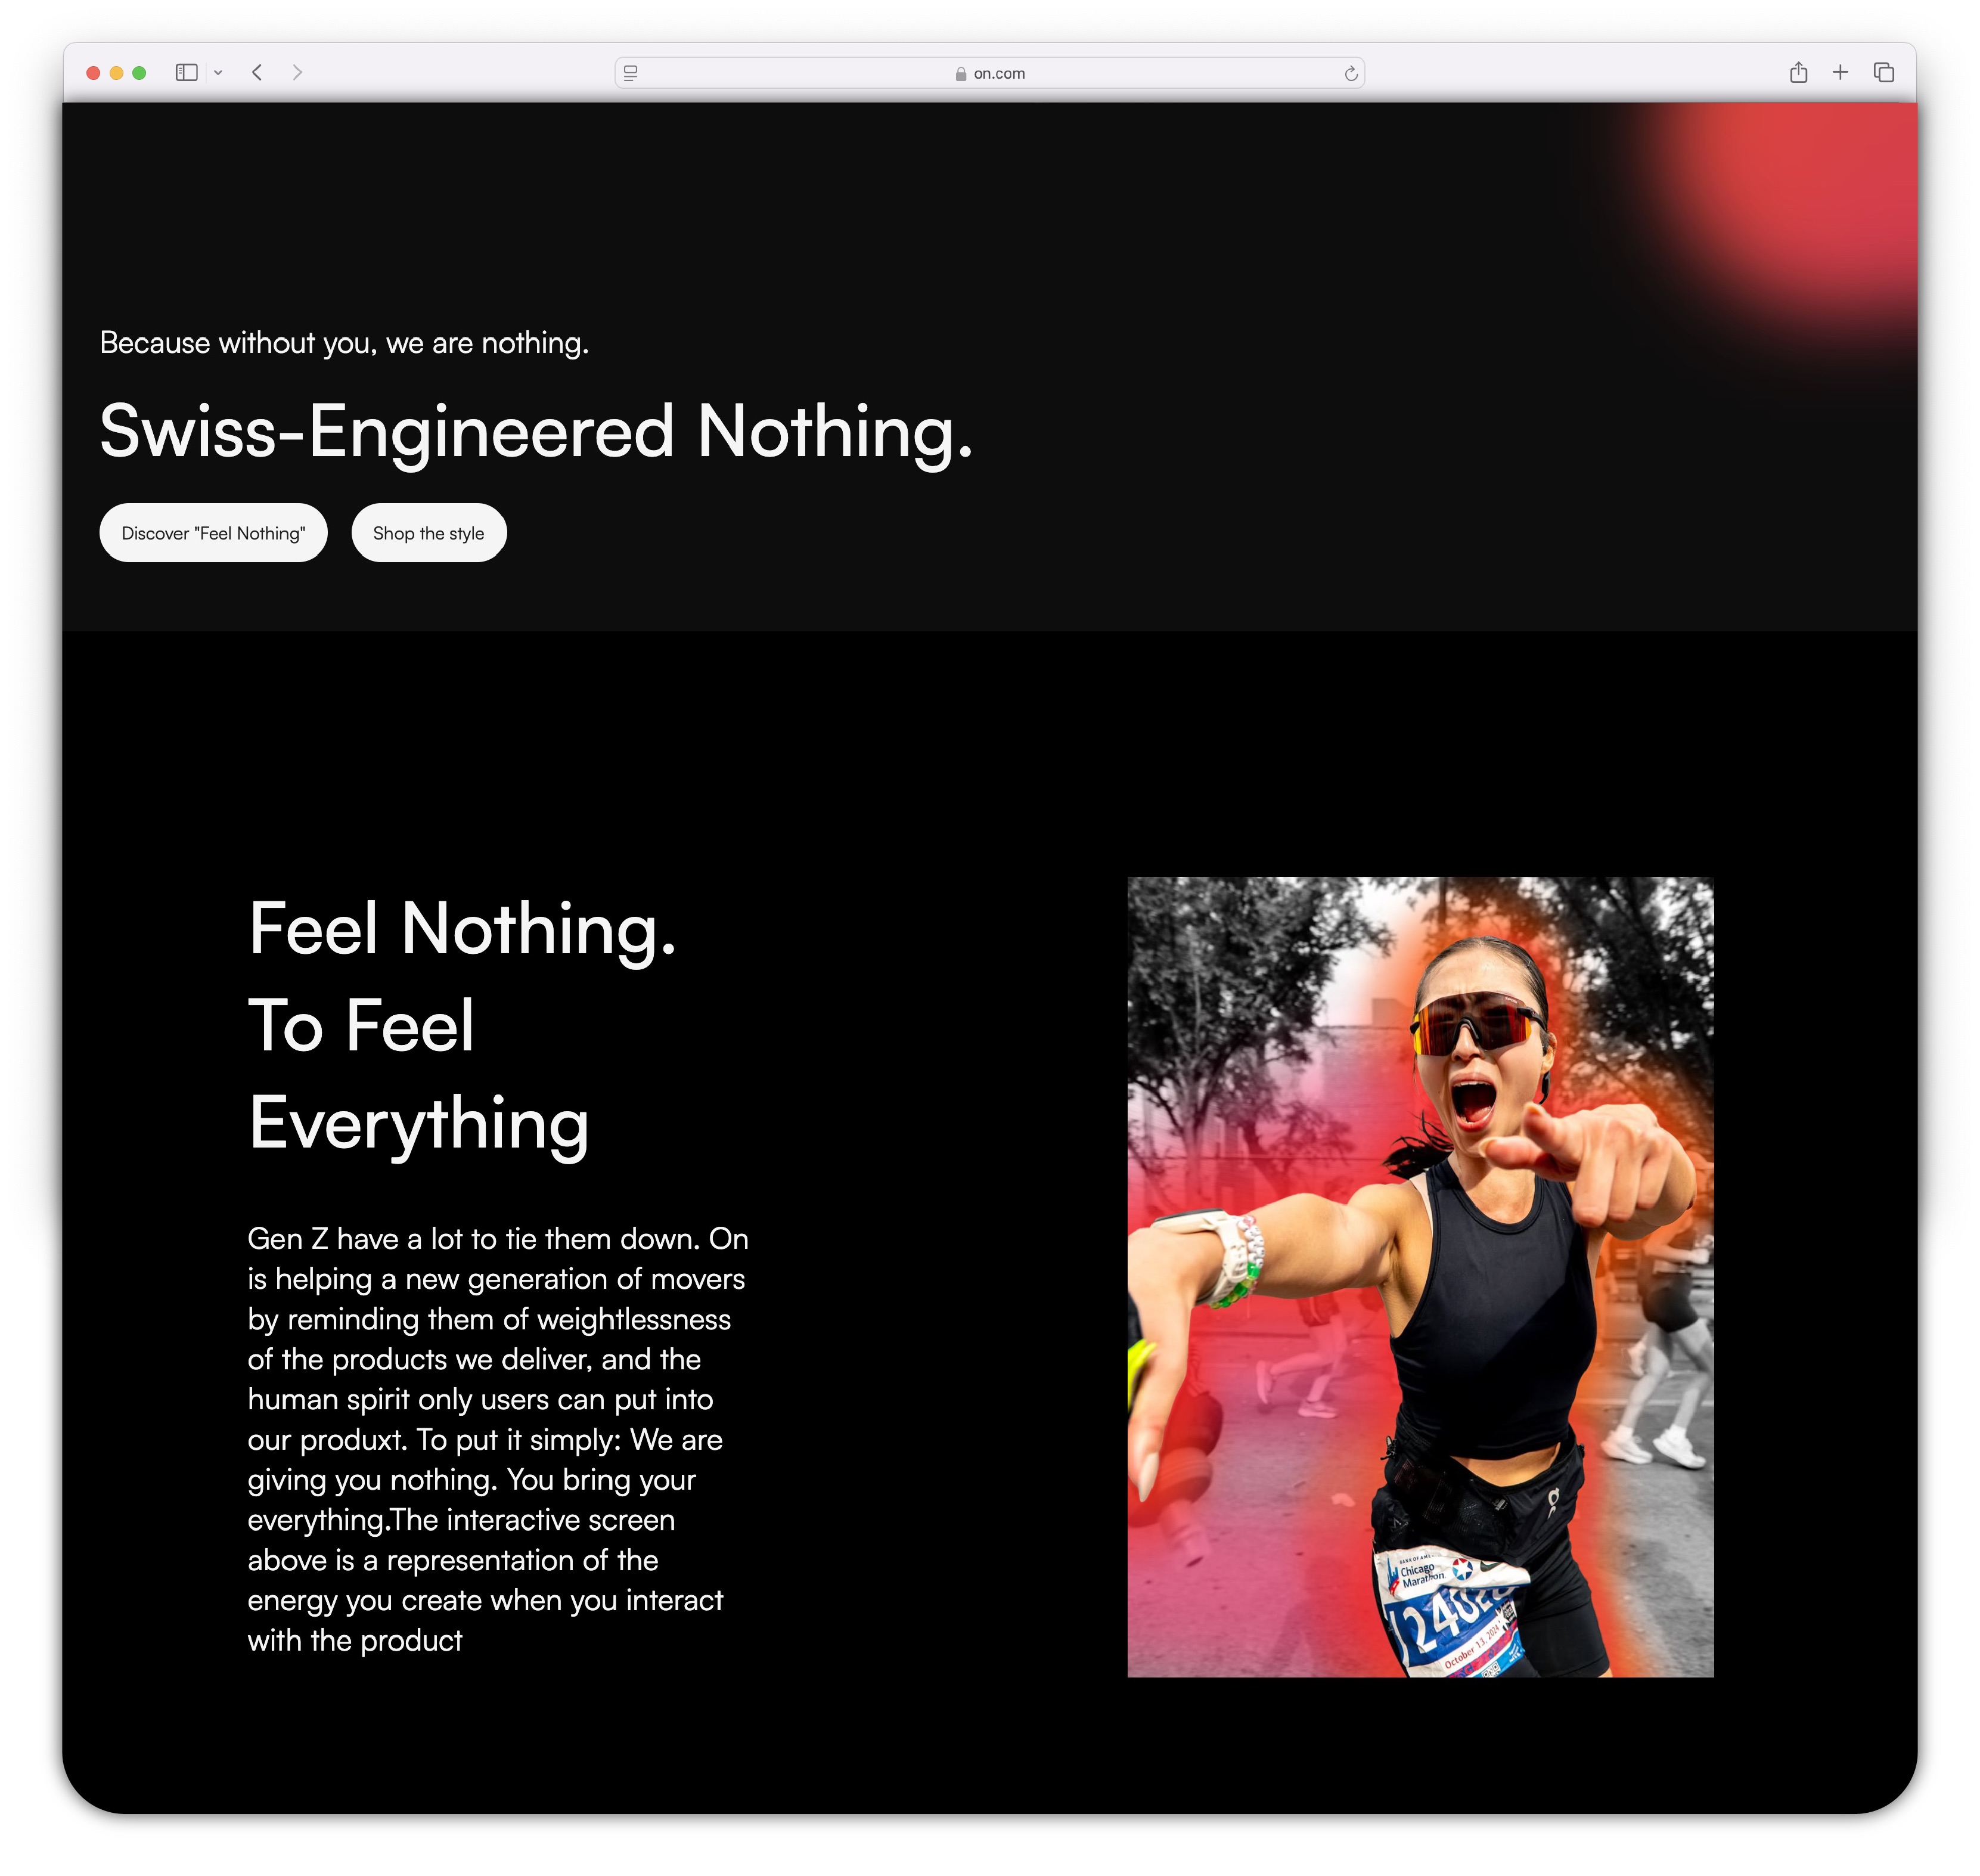 on.com
Because without you, we are nothing.
Swiss-Engineered Nothing.
Discover "Feel Nothing"
Shop the style
Feel Nothing.
To Feel
Everything
Gen Z have a lot to tie them down. On
is helping a new generation of movers
by reminding them of weightlessness
of the products we deliver, and the
human spirit only users can put into
our produxt. To put it simply: We are
giving you nothing. You bring your
everything.The interactive screen
above is a representation of the
energy you create when you interact
with the product
Chicago
Marathon
October 13, 2024